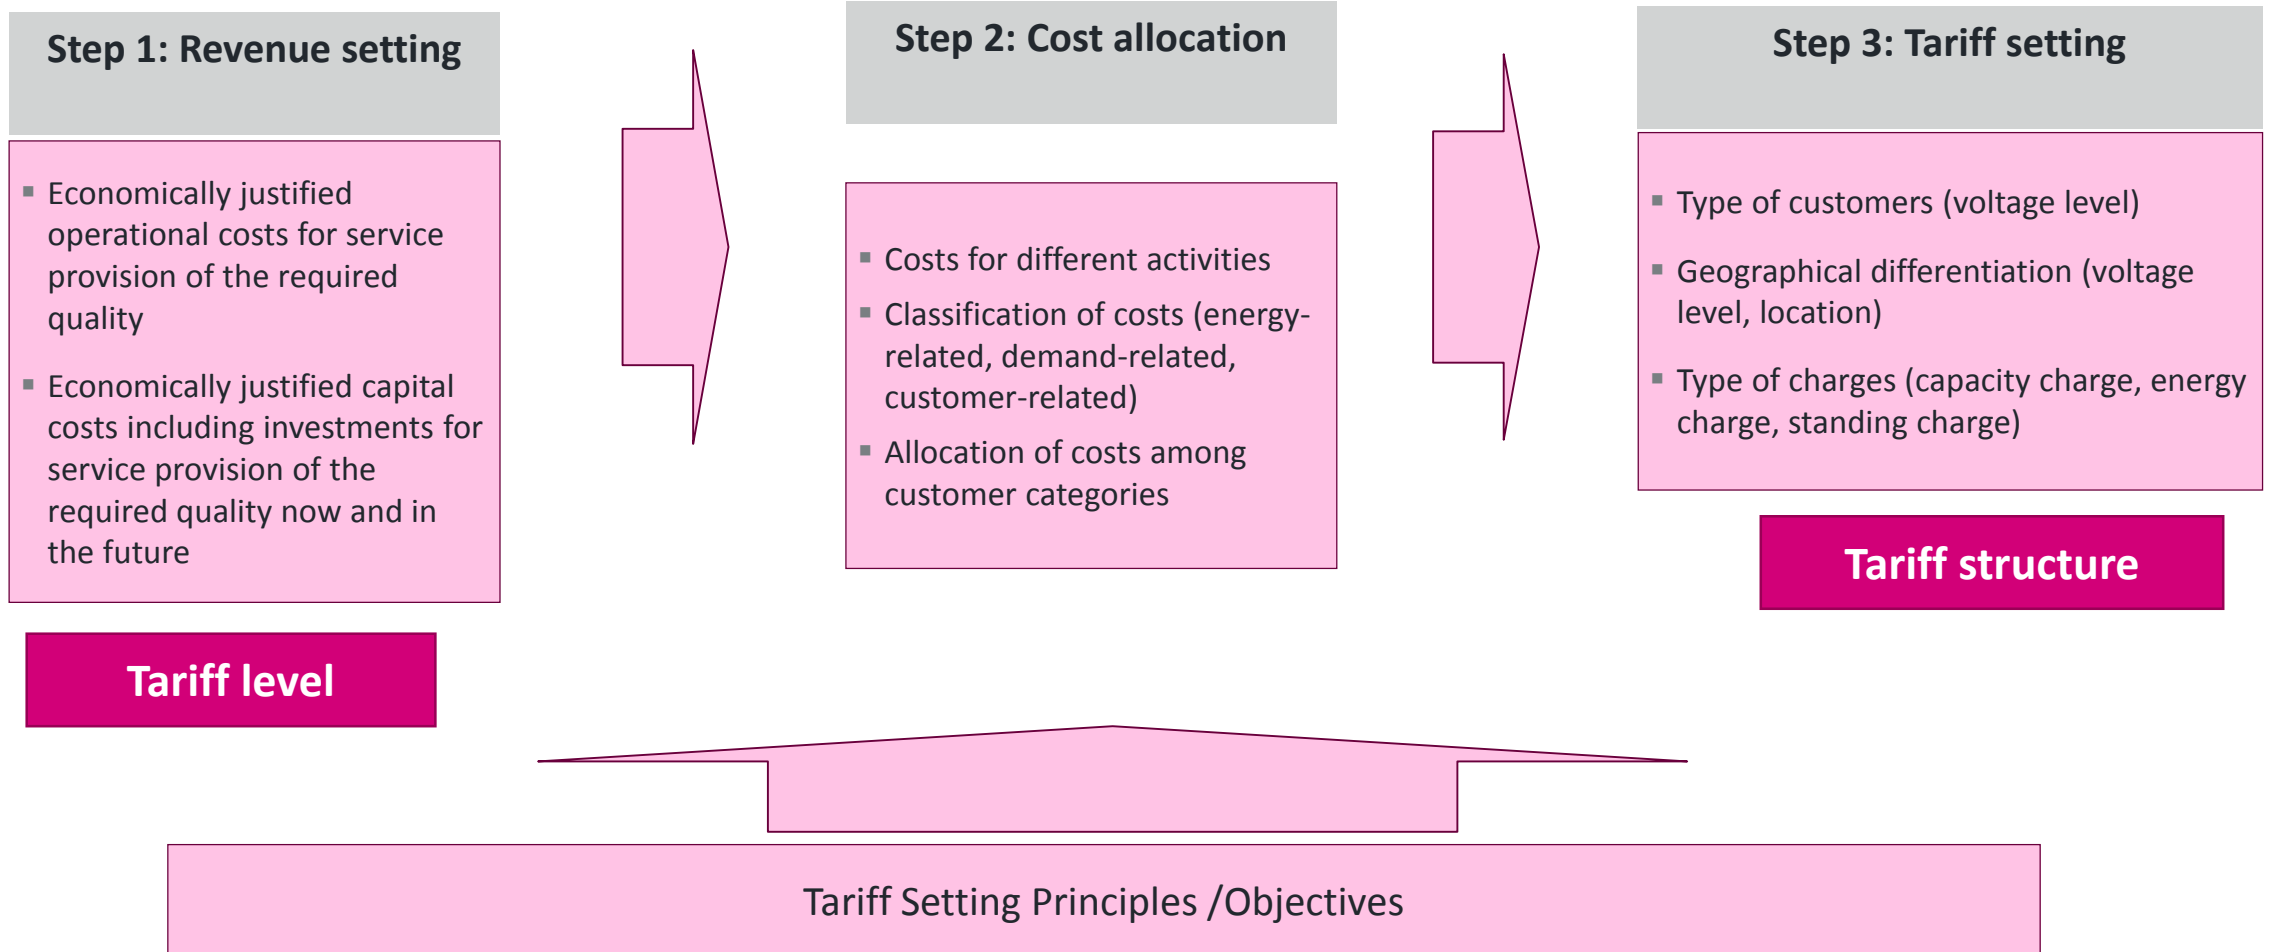 Step 1: Revenue setting
▪ Economically justified
operational costs for service
provision of the required
quality
▪ Economically justified capital
costs including investments for
service provision of the
required quality now and in
the future
Tariff level
Step 2: Cost allocation
▪ Costs for different activities
▪ Classification of costs (energy-
related, demand-related,
customer-related)
▪ Allocation of costs among
customer categories
Step 3: Tariff setting
▪ Type of customers (voltage level)
▪ Geographical differentiation (voltage
level, location)
▪ Type of charges (capacity charge, energy
charge, standing charge)
Tariff structure
Tariff Setting Principles /Objectives